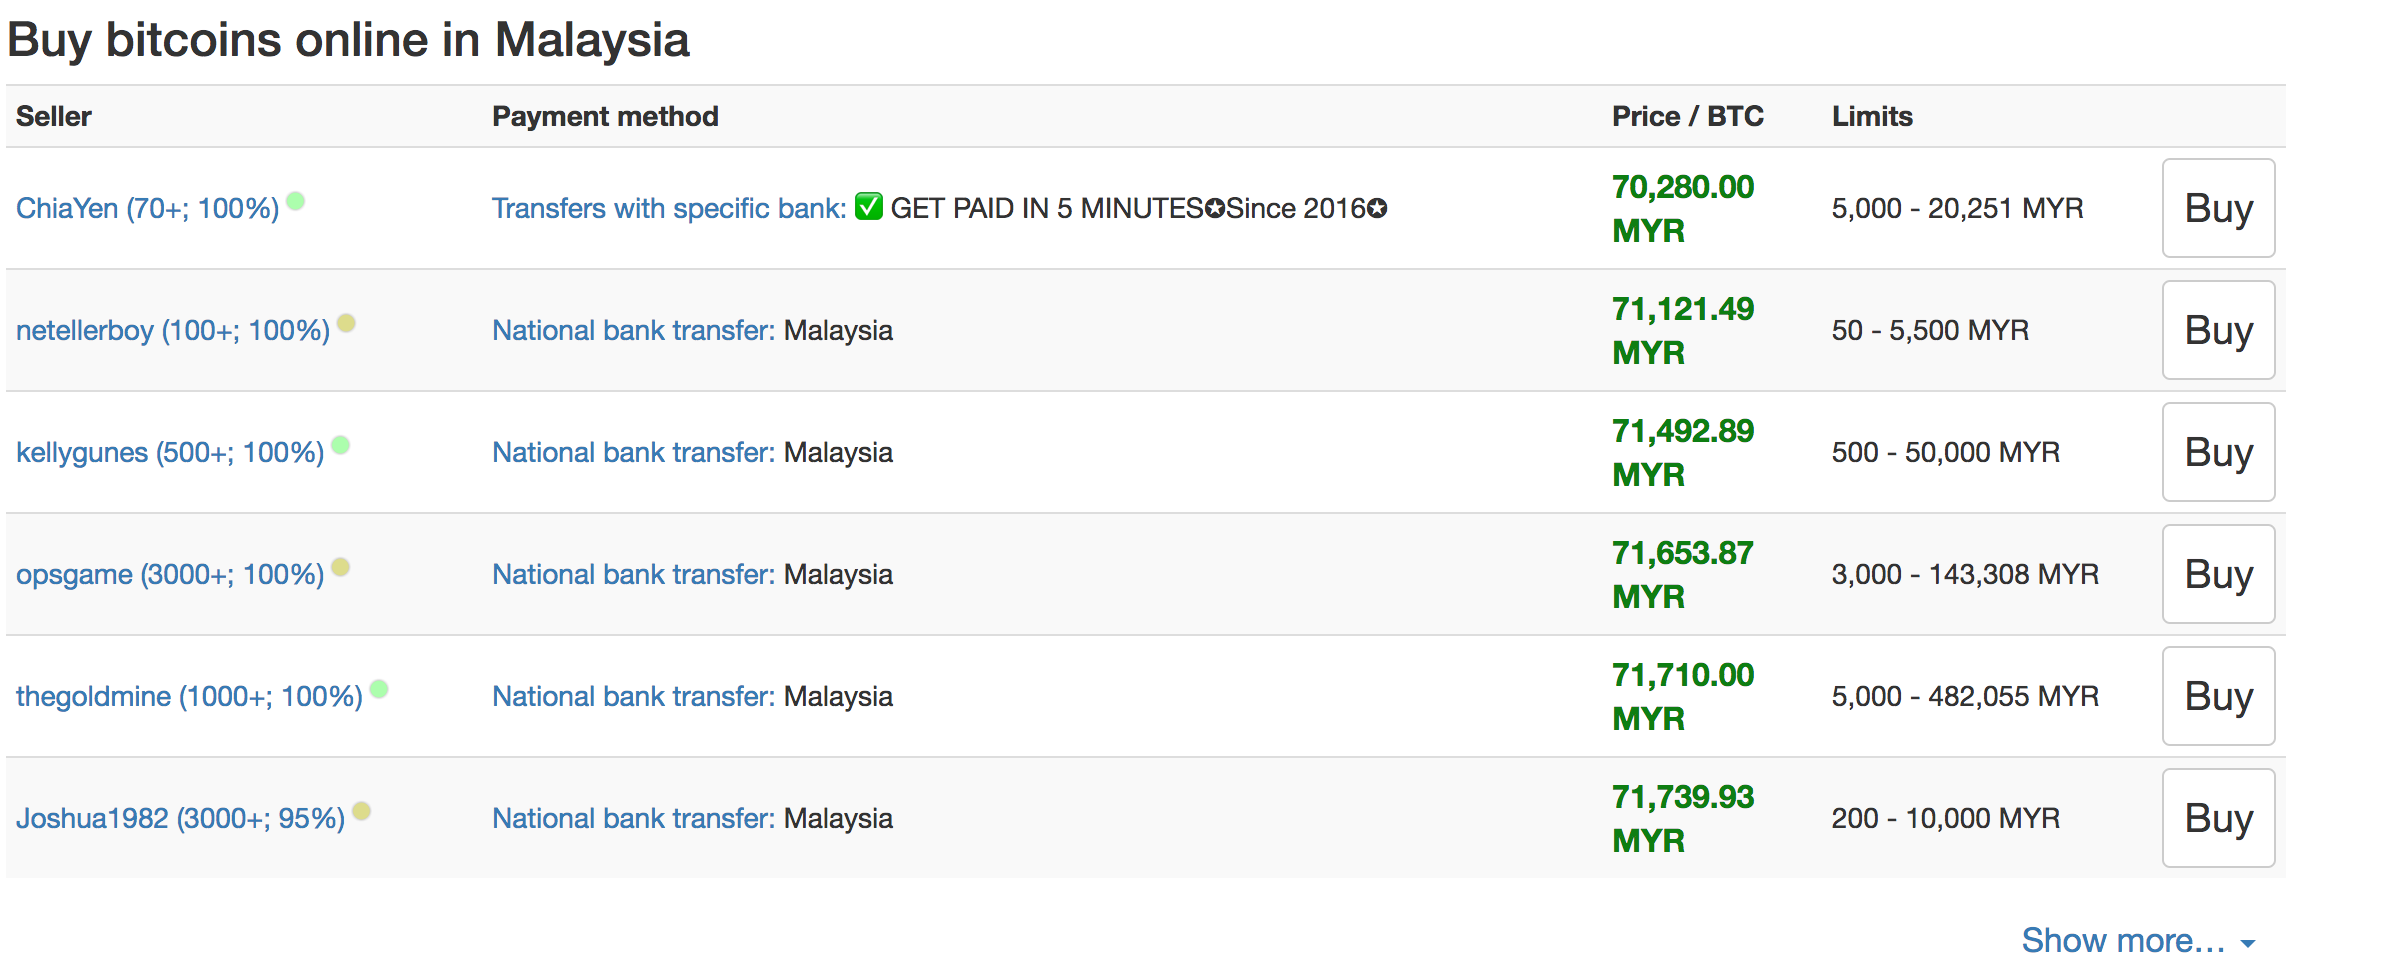 Buy bitcoins online in Malaysia
Seller Payment method Price / BTC Limits
ChiaYen (70+; 100%) Transfers with specific bank: ✅ GET PAID IN 5 MINUTES✪Since 2016✪ 70,280.00 MYR 5,000 - 20,251 MYR Buy
netellerboy (100+; 100%) National bank transfer: Malaysia 71,121.49 MYR 50 - 5,500 MYR Buy
kellygunes (500+; 100%) National bank transfer: Malaysia 71,492.89 MYR 500 - 50,000 MYR Buy
opsgame (3000+; 100%) National bank transfer: Malaysia 71,653.87 MYR 3,000 - 143,308 MYR Buy
thegoldmine (1000+; 100%) National bank transfer: Malaysia 71,710.00 MYR 5,000 - 482,055 MYR Buy
Joshua1982 (3000+; 95%) National bank transfer: Malaysia 71,739.93 MYR 200 - 10,000 MYR Buy
Show more...